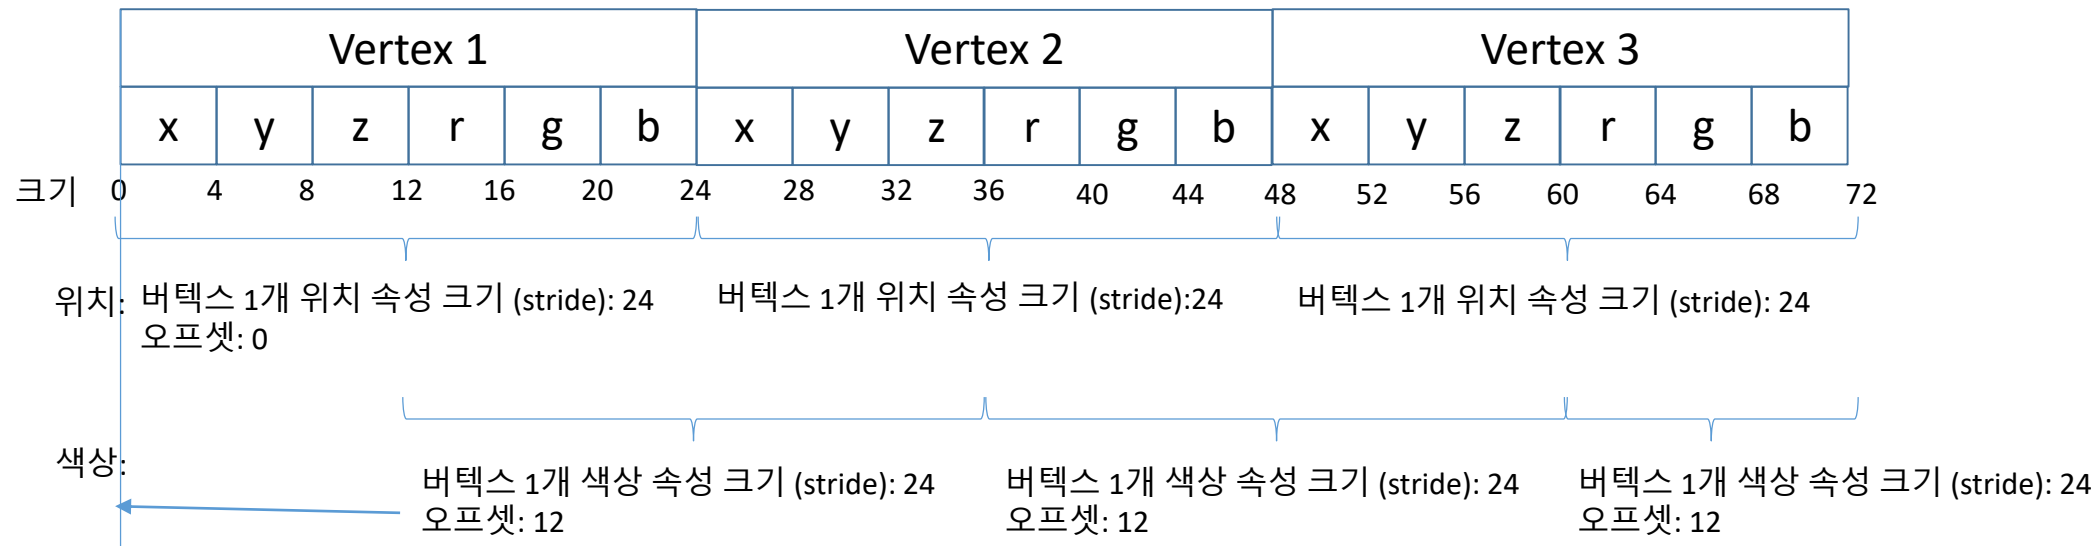 Vertex 1 Vertex 2 Vertex 3
x y z r g b x y z r g b x y z r g b
크기 0 4 8 12 16 20 24 28 32 36 40 44 48 52 56 60 64 68 72
위치: 버텍스 1개 위치 속성 크기 (stride): 24 버텍스 1개 위치 속성 크기 (stride):24 버텍스 1개 위치 속성 크기 (stride): 24
오프셋: 0
색상:
버텍스 1개 색상 속성 크기 (stride): 24 버텍스 1개 색상 속성 크기 (stride): 24 버텍스 1개 색상 속성 크기 (stride): 24
오프셋: 12 오프셋: 12 오프셋: 12